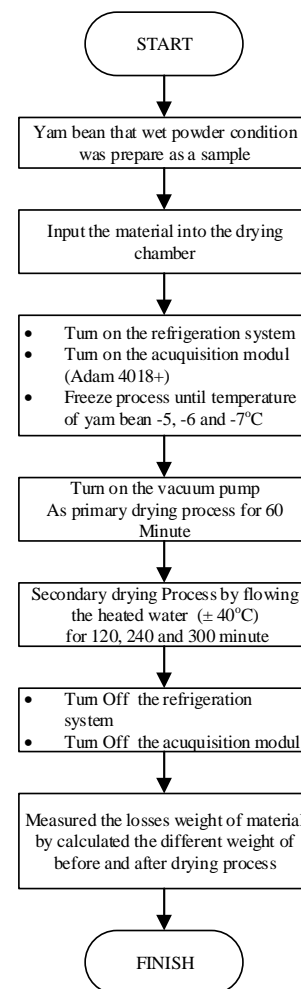 START
Yam bean that wet powder condition
was prepare as a sample
Input the material into the drying
chamber
• Turn on the refrigeration system
• Turn on the acuquisition modul
(Adam 4018+)
• Freeze process until temperature
of yam bean -5, -6 and -7°C
Turn on the vacuum pump
As primary drying process for 60
Minute
Secondary drying Process by flowing
the heated water (± 40°C)
for 120, 240 and 300 minute
• Turn Off the refrigeration
system
• Turn Off the acuquisition modul
Measured the losses weight of material
by calculated the different weight of
before and after drying process
FINISH